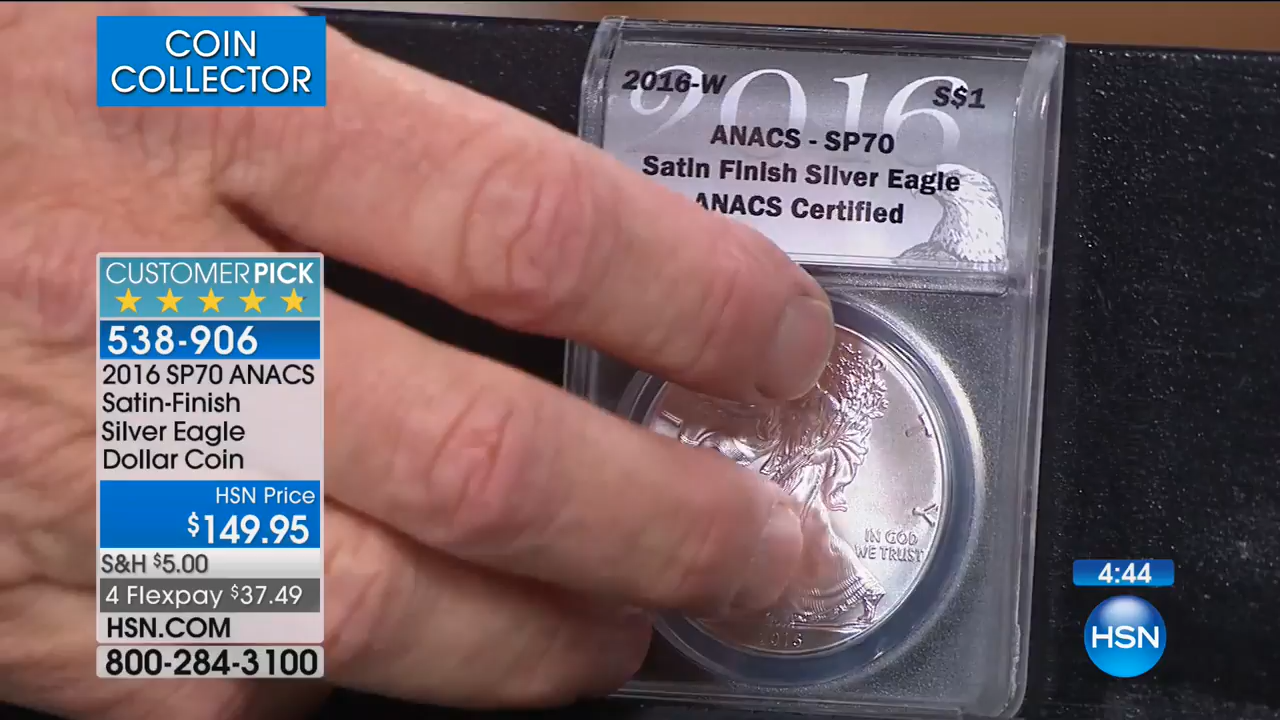 COIN
COLLECTOR
CUSTOMERPICK
538-906
2016 SP70 ANACS
Satin-Finish
Silver Eagle
Dollar Coin
HSN Price
$149.95
S&H $5.00
4 Flexpay $37.49
HSN.COM
800-284-3100
2016
2016-W
S$1
ANACS - SP70
Satin Finish Silver Eagle
ANACS Certified
T
Y
IN GOD
WE TRUST
4:44
HSN